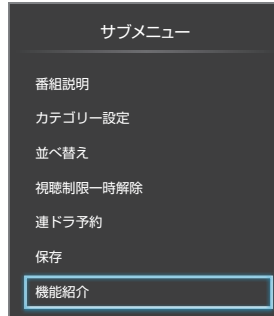 サブメニュー
番組説明
カテゴリー設定
並べ替え
視聴制限一時解除
連ドラ予約
保存
機能紹介